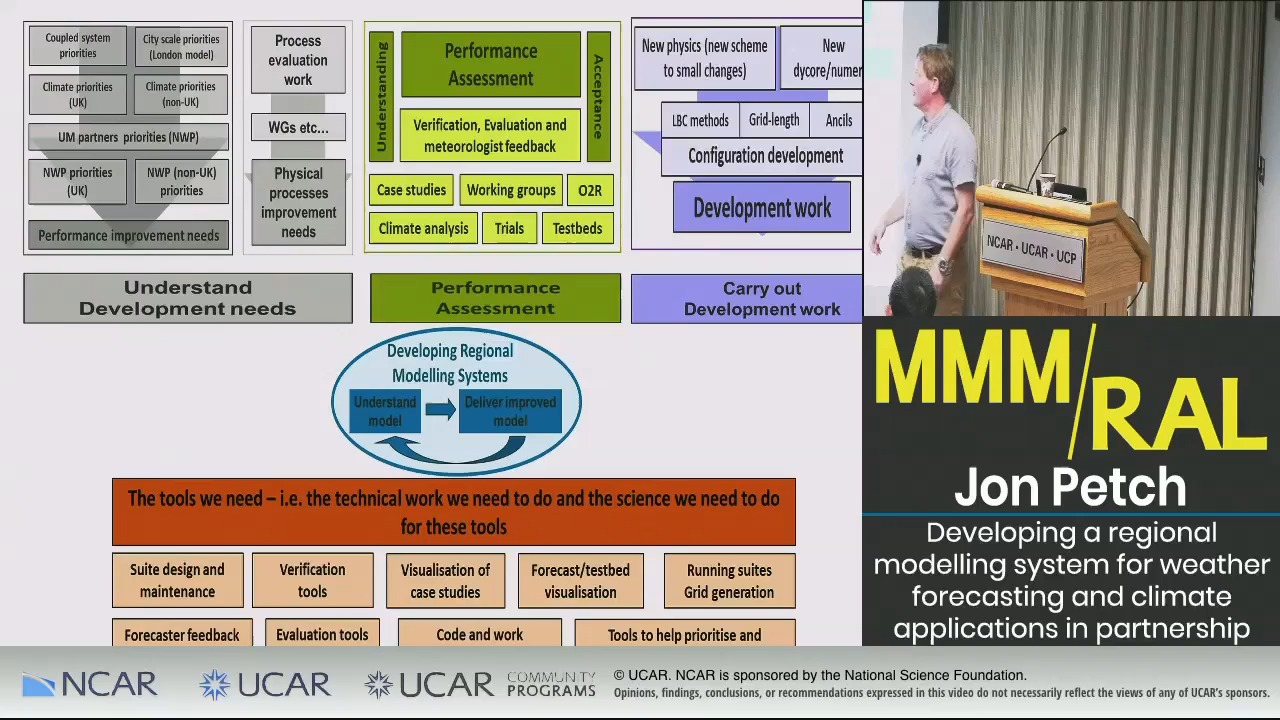 Coupled system
priorities
City scale priorities
(London model)
Climate priorities
(UK)
Climate priorities
(non-UK)
UM partners priorities (NWP)
NWP priorities
(UK)
NWP (non-UK)
priorities
Performance improvement needs
Process
evaluation
work
WGs etc...
Physical
processes
improvement
needs
Understanding
Performance
Assessment
Acceptance
Verification, Evaluation and
meteorologist feedback
Case studies
Working groups
O2R
Climate analysis
Trials
Testbeds
New physics (new scheme
to small changes)
New
dycore/numer
LBC methods
Grid-length
Ancils
Configuration development
Development work
Understand
Development needs
Performance
Assessment
Carry out
Development work
Developing Regional
Modelling Systems
Understand
model
Deliver improved
model
The tools we need – i.e. the technical work we need to do and the science we need to do
for these tools
Suite design and
maintenance
Verification
tools
Visualisation of
case studies
Forecast/testbed
visualisation
Running suites
Grid generation
Forecaster feedback
Evaluation tools
Code and work
Tools to help prioritise and
NCAR • UCAR • UCP
MMM/RAL
Jon Petch
Developing a regional
modelling system for weather
forecasting and climate
applications in partnership
NCAR
UCAR
UCAR
COMMUNITY
PROGRAMS
© UCAR. NCAR is sponsored by the National Science Foundation.
Opinions, findings, conclusions, or recommendations expressed in this video do not necessarily reflect the views of any of UCAR's sponsors.